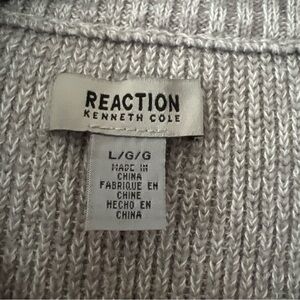 REACTION
KENNETH COLE
L/G/G
MADE IN
CHINA
FABRIQUE EN
CHINE
HECHO EN
CHINA